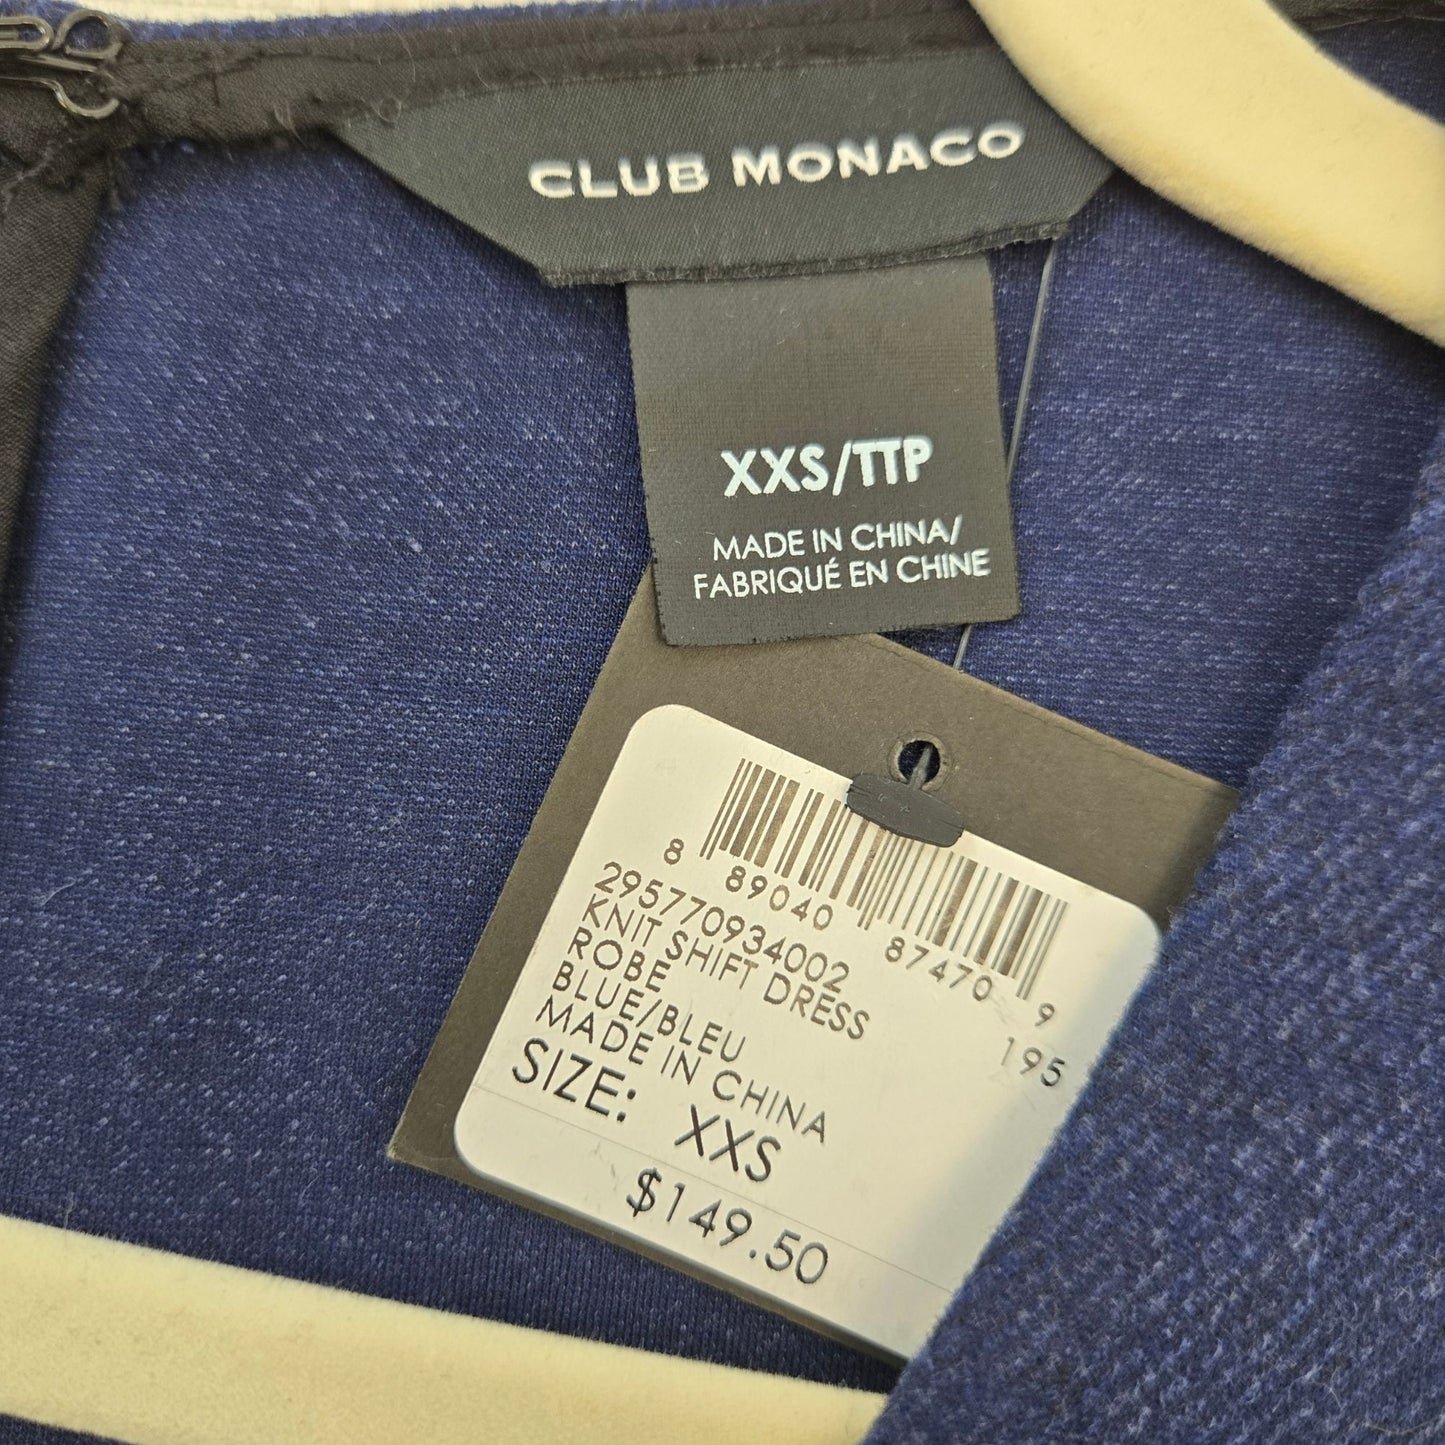 CLUB MONACO
XXS/TTP
MADE IN CHINA/
FABRIQUÉ EN CHINE
8 89040 87470 9
295770934002
KNIT SHIFT DRESS
ROBE
BLUE/BLEU 195
MADE IN CHINA
SIZE: XXS
$149.50